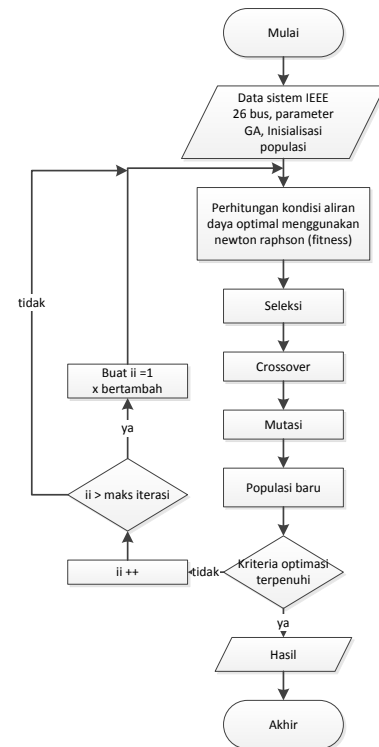 Mulai
Data sistem IEEE
26 bus, parameter
GA, Inisialisasi
populasi
Perhitungan kondisi aliran
daya optimal menggunakan
newton raphson (fitness)
tidak
Seleksi
Crossover
Buat ii =1
x bertambah
ya
Mutasi
Populasi baru
ii > maks iterasi
Kriteria optimasi
terpenuhi
tidak
ii ++
ya
Hasil
Akhir